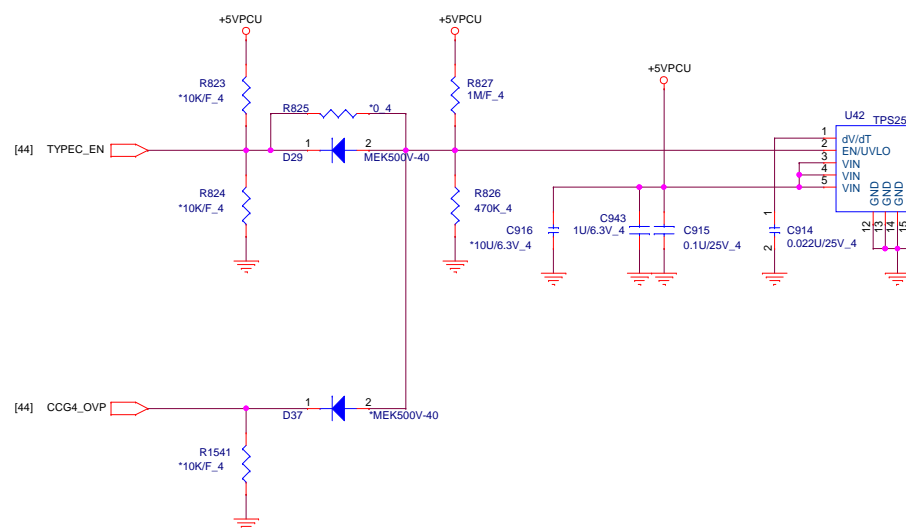 +5VPCU
+5VPCU
+5VPCU
R823
*10K/F_4
R827
1M/F_4
R825
*0_4
U42
TPS25
[44]
TYPEC_EN
1
2
D29
MEK500V-40
1
dV/dT
2
EN/UVLO
3
VIN
4
VIN
5
VIN
GND
GND
GND
12
13
14
15
R824
*10K/F_4
R826
470K_4
C916
*10U/6.3V_4
C943
1U/6.3V_4
C915
0.1U/25V_4
1
2
C914
0.022U/25V_4
[44]
CCG4_OVP
1
2
D37
*MEK500V-40
R1541
*10K/F_4